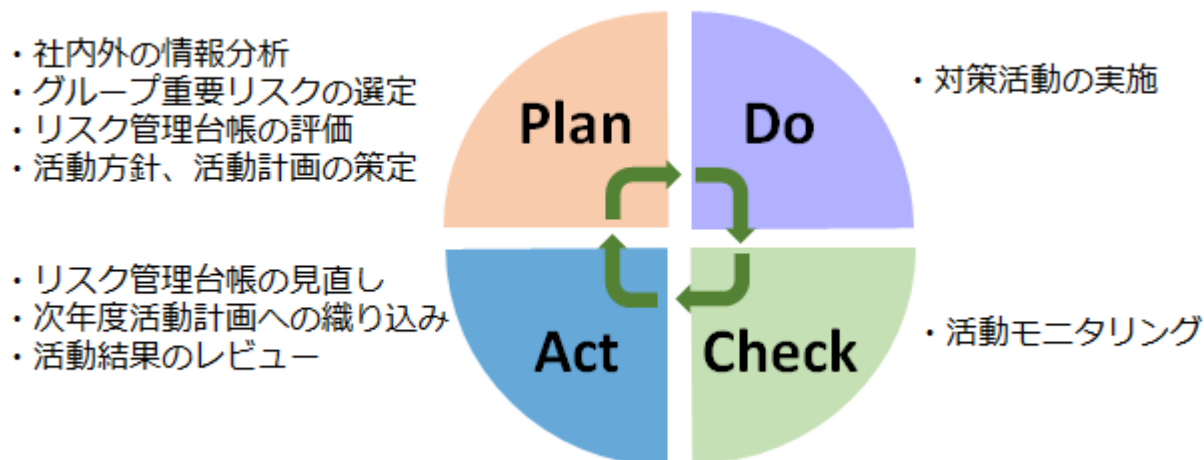 ・社内外の情報分析
・グループ重要リスクの選定
・リスク管理台帳の評価
・活動方針、活動計画の策定
Plan
Do
・対策活動の実施
・リスク管理台帳の見直し
・次年度活動計画への織り込み
・活動結果のレビュー
Act
Check
・活動モニタリング